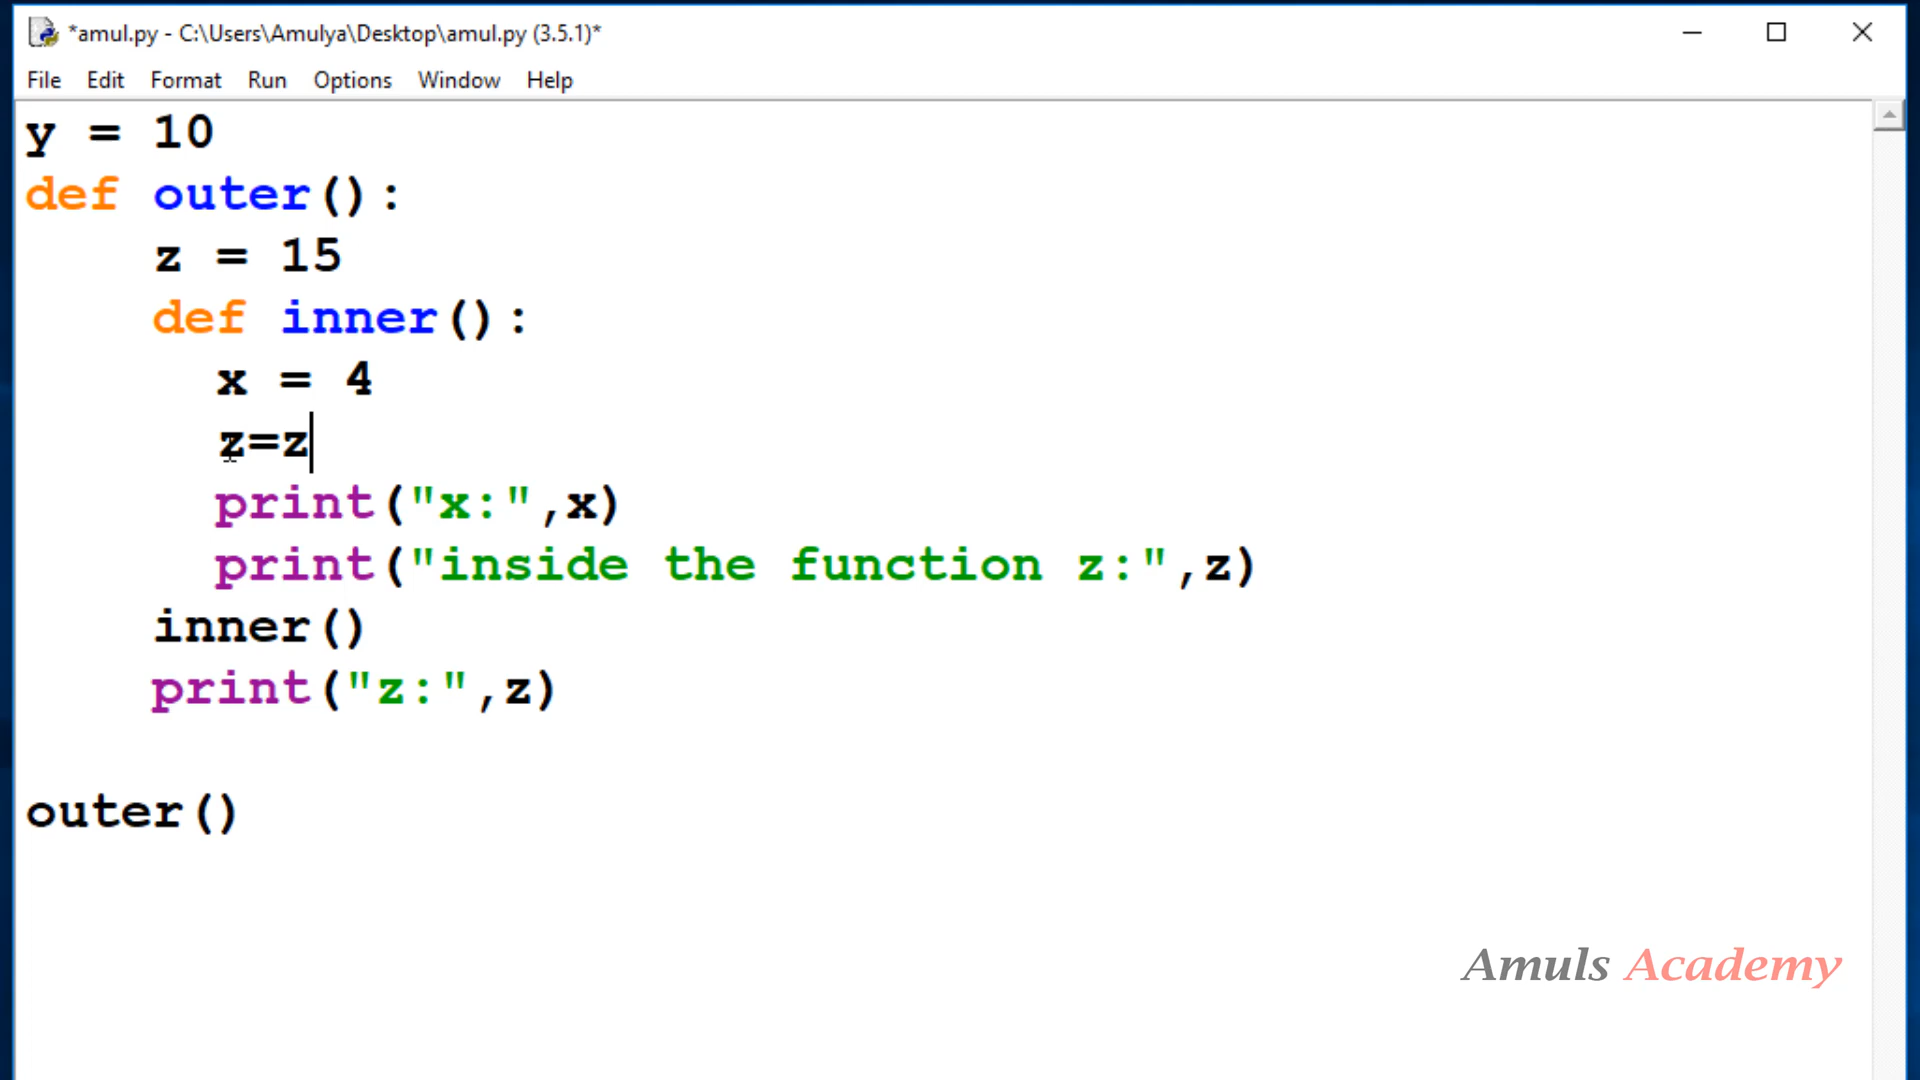 *amul.py - C:\Users\Amulya\Desktop\amul.py (3.5.1)*
File Edit Format Run Options Window Help
y = 10
def outer():
    z = 15
    def inner():
      x = 4
      z=z
      print("x:",x)
      print("inside the function z:",z)
    inner()
    print("z:",z)
outer()
Amuls Academy